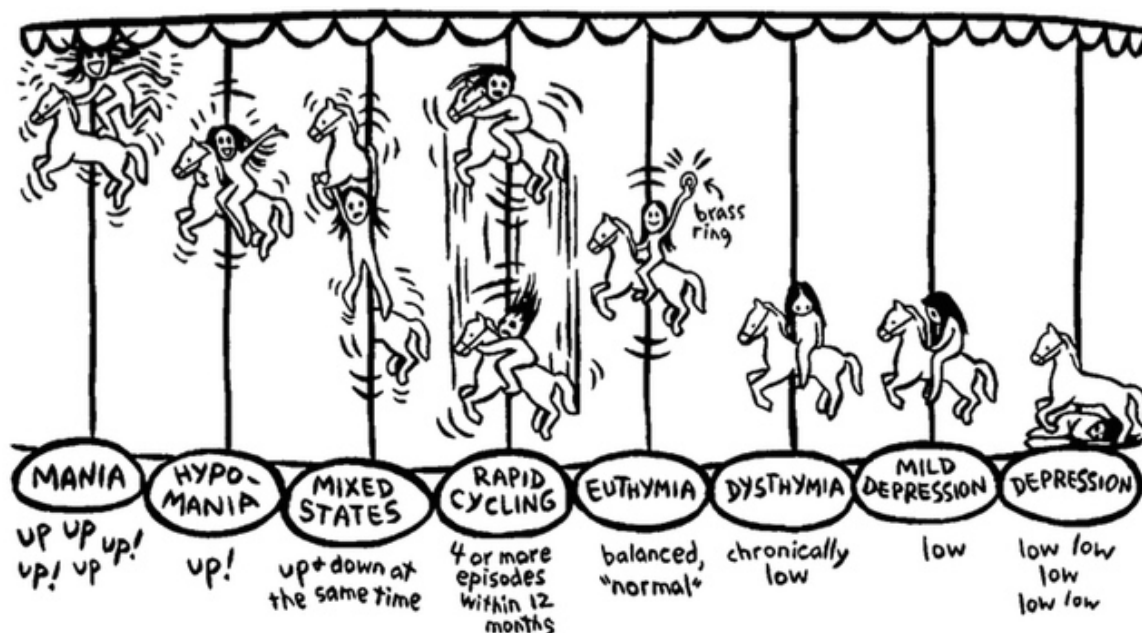 brass
ring
MANIA
up up up!
up! up
HYPO-
MANIA
up!
MIXED
STATES
up + down at
the same time
RAPID
CYCLING
4 or more
episodes
within 12
months
EUTHYMIA
balanced,
"normal"
DYSTHYMIA
chronically
low
MILD
DEPRESSION
low
DEPRESSION
low low
low
low low